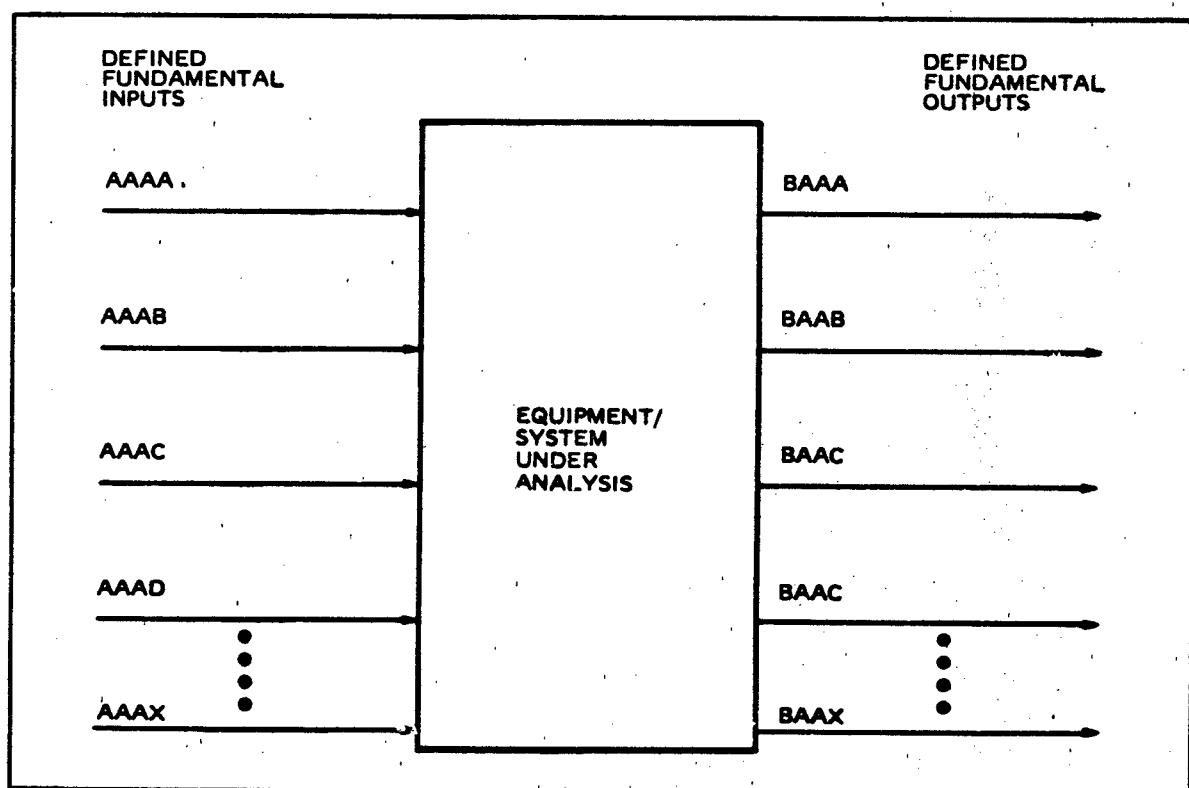 DEFINED
FUNDAMENTAL
INPUTS
DEFINED
FUNDAMENTAL
OUTPUTS
AAAA
BAAA
AAAB
BAAB
EQUIPMENT/
SYSTEM
UNDER
ANALYSIS
AAAC
BAAC
AAAD
BAAC
AAAX
BAAX